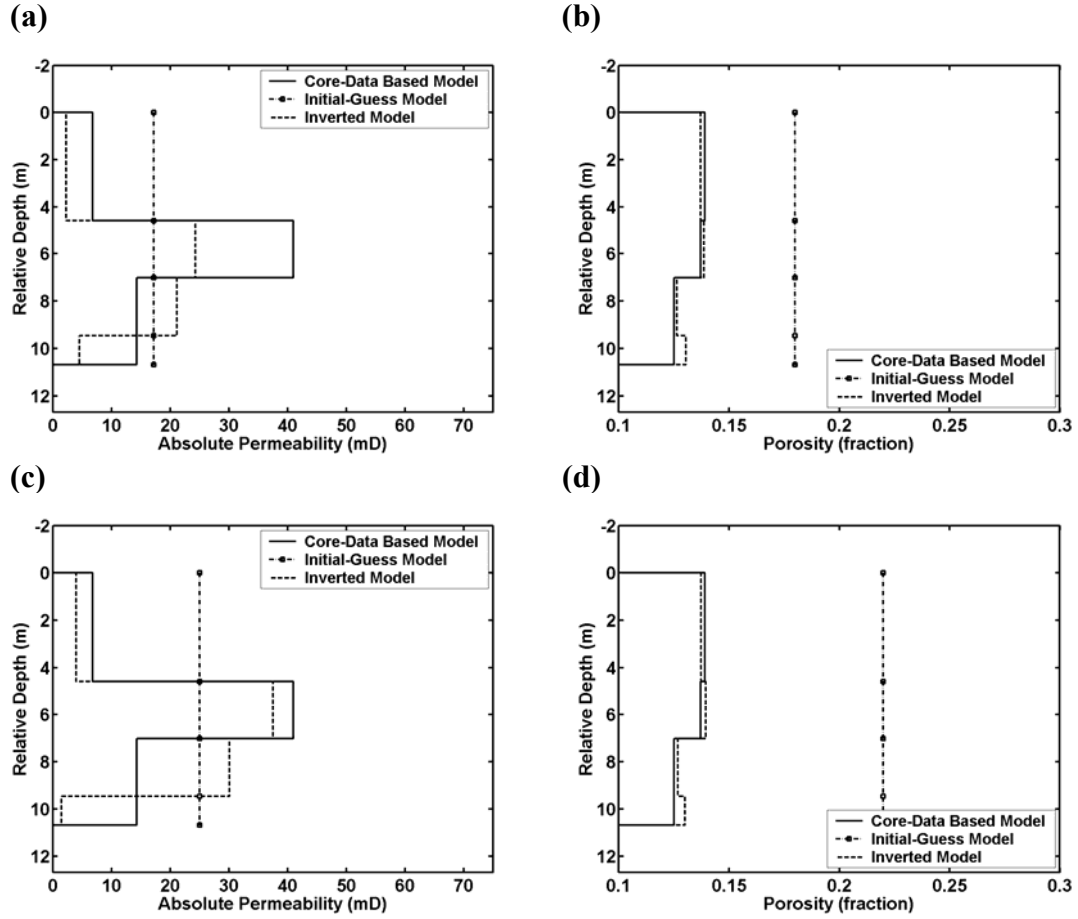 (a)
-2
0
2
4
6
8
10
12
Relative Depth (m)
Core-Data Based Model
Initial-Guess Model
Inverted Model
0 10 20 30 40 50 60 70
Absolute Permeability (mD)
(b)
-2
0
2
4
6
8
10
12
Relative Depth (m)
Core-Data Based Model
Initial-Guess Model
Inverted Model
0.1 0.15 0.2 0.25 0.3
Porosity (fraction)
(c)
-2
0
2
4
6
8
10
12
Relative Depth (m)
Core-Data Based Model
Initial-Guess Model
Inverted Model
0 10 20 30 40 50 60 70
Absolute Permeability (mD)
(d)
-2
0
2
4
6
8
10
12
Relative Depth (m)
Core-Data Based Model
Initial-Guess Model
Inverted Model
0.1 0.15 0.2 0.25 0.3
Porosity (fraction)